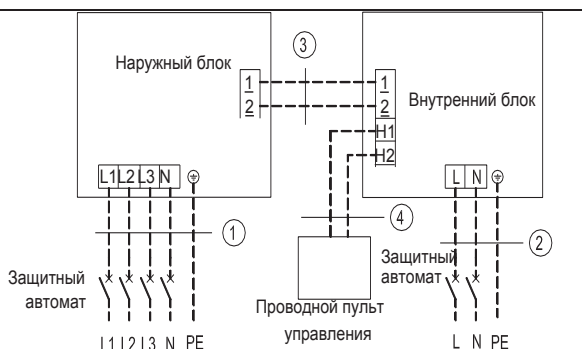 Наружный блок
3
1
2
1
2
H1
H2
Внутренний блок
L1 L2 L3 N
L N
1
4
2
Защитный
автомат
Проводной пульт
управления
Защитный
автомат
L1 L2 L3 N PE
L N PE